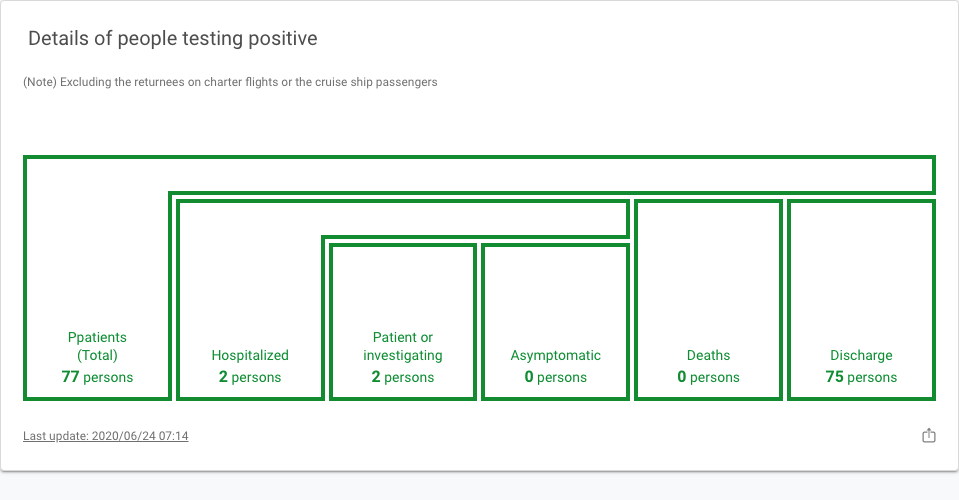 Details of people testing positive
(Note) Excluding the returnees on charter flights or the cruise ship passengers
Ppatients
(Total)
77 persons
Hospitalized
2 persons
Patient or
investigating
2 persons
Asymptomatic
0 persons
Deaths
0 persons
Discharge
75 persons
Last update: 2020/06/24 07:14